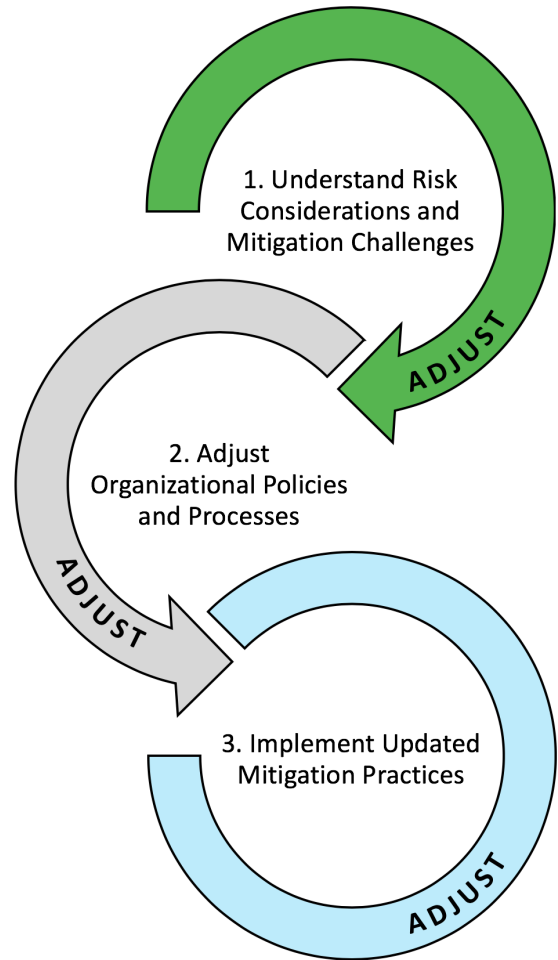 1. Understand Risk
Considerations and
Mitigation Challenges
ADJUST
2. Adjust
Organizational Policies
and Processes
ADJUST
3. Implement Updated
Mitigation Practices
ADJUST